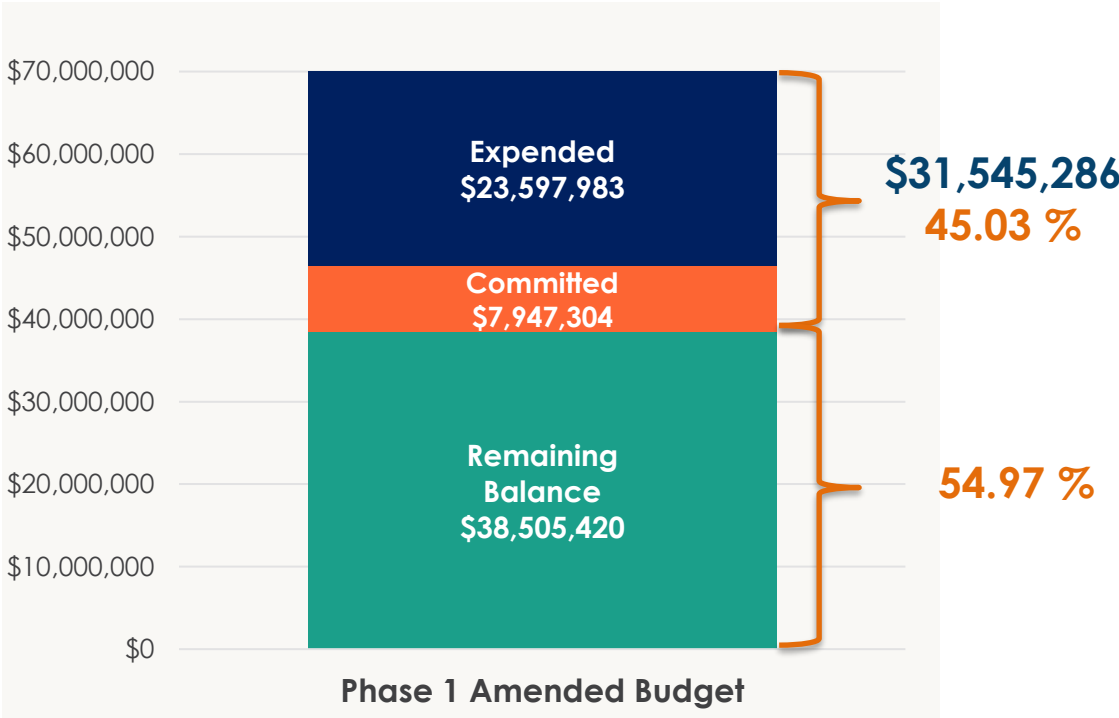 $70,000,000
$60,000,000
$50,000,000
$40,000,000
$30,000,000
$20,000,000
$10,000,000
$0
Expended
$23,597,983
Committed
$7,947,304
Remaining
Balance
$38,505,420
$31,545,286
45.03 %
54.97 %
Phase 1 Amended Budget